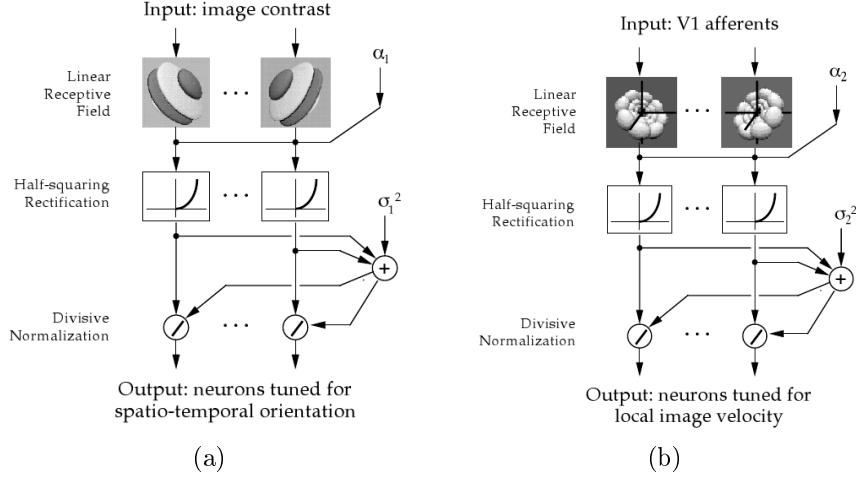 Input: image contrast
α₁
Linear
Receptive
Field
. . .
Half-squaring
Rectification
. . .
σ₁²
+
Divisive
Normalization
. . .
Output: neurons tuned for
spatio-temporal orientation
(a)
Input: V1 afferents
α₂
Linear
Receptive
Field
. . .
Half-squaring
Rectification
. . .
σ₂²
+
Divisive
Normalization
. . .
Output: neurons tuned for
local image velocity
(b)